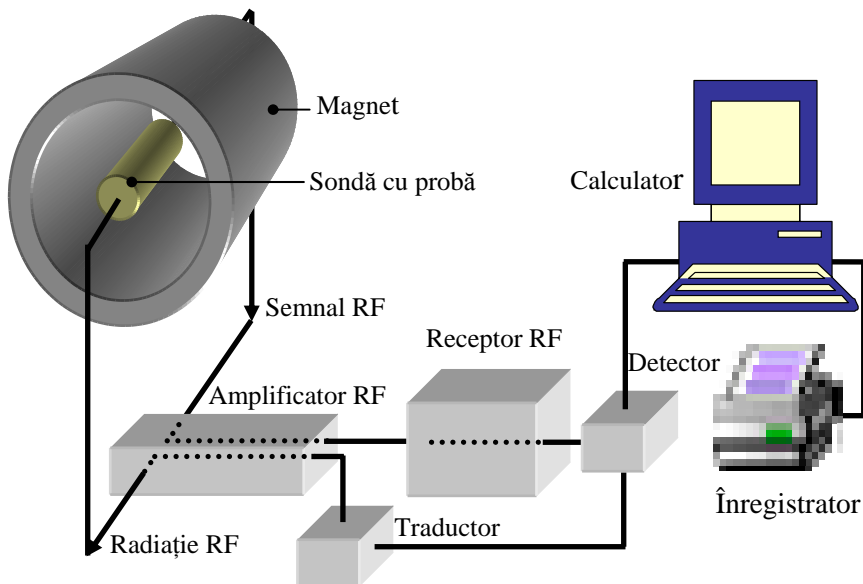 Magnet
Sondă cu probă
Calculator
Semnal RF
Receptor RF
Detector
Amplificator RF
Înregistrator
Traductor
Radiație RF